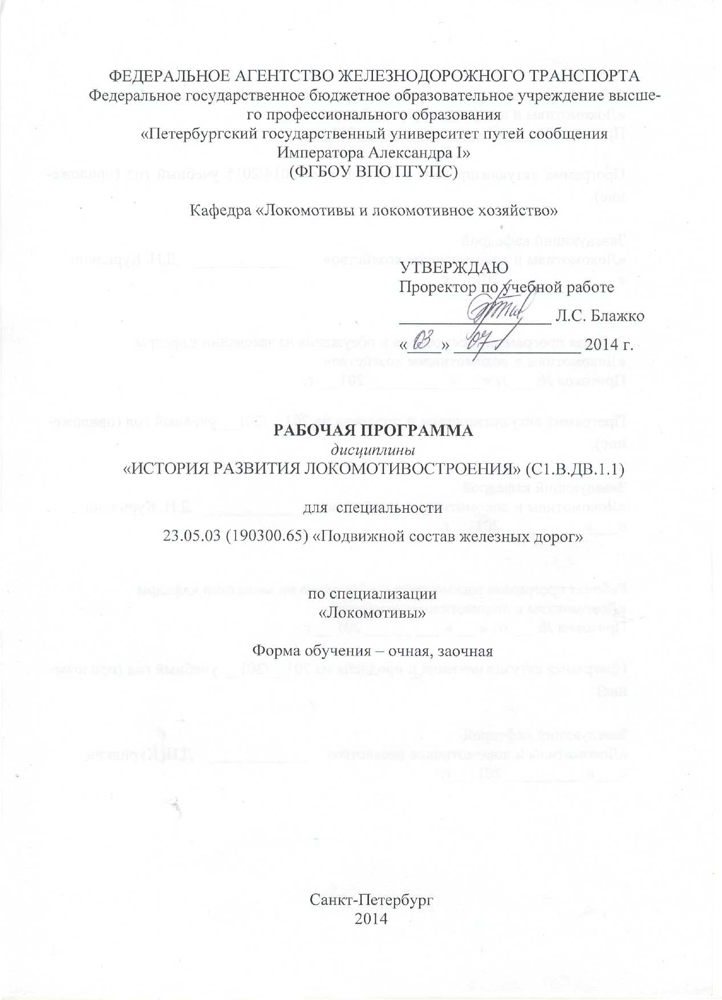 ФЕДЕРАЛЬНОЕ АГЕНТСТВО ЖЕЛЕЗНОДОРОЖНОГО ТРАНСПОРТА
Федеральное государственное бюджетное образовательное учреждение высше-
го профессионального образования
«Петербургский государственный университет путей сообщения
Императора Александра I»
(ФГБОУ ВПО ПГУПС)
Кафедра «Локомотивы и локомотивное хозяйство»
УТВЕРЖДАЮ
Проректор по учебной работе
Л.С. Блажко
«03» 07 2014 г.
РАБОЧАЯ ПРОГРАММА
дисциплины
«ИСТОРИЯ РАЗВИТИЯ ЛОКОМОТИВОСТРОЕНИЯ» (С1.В.ДВ.1.1)
для специальности
23.05.03 (190300.65) «Подвижной состав железных дорог»
по специализации
«Локомотивы»
Форма обучения – очная, заочная
Санкт-Петербург
2014